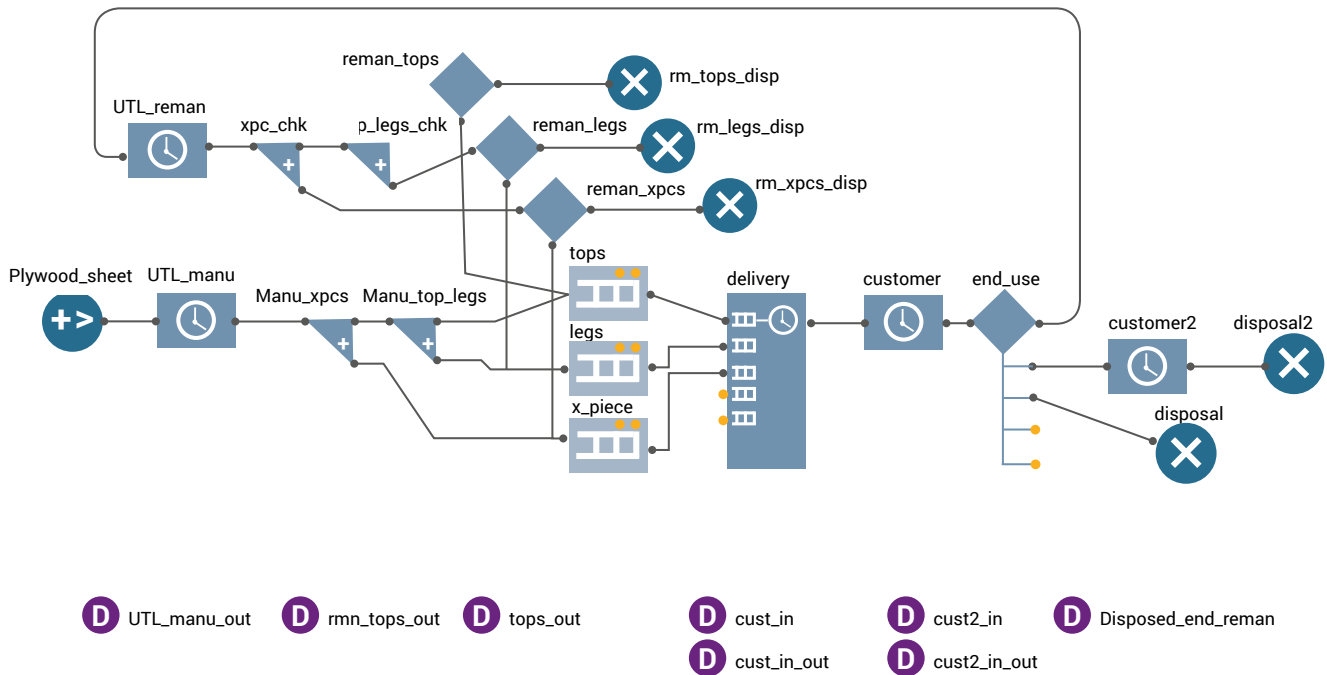 reman_tops
rm_tops_disp
UTL_reman
xpc_chk
p_legs_chk
reman_legs
rm_legs_disp
reman_xpcs
rm_xpcs_disp
tops
Plywood_sheet
UTL_manu
Manu_xpcs
Manu_top_legs
delivery
customer
end_use
legs
customer2
disposal2
x_piece
disposal
D UTL_manu_out
D rmn_tops_out
D tops_out
D cust_in
D cust2_in
D Disposed_end_reman
D cust_in_out
D cust2_in_out